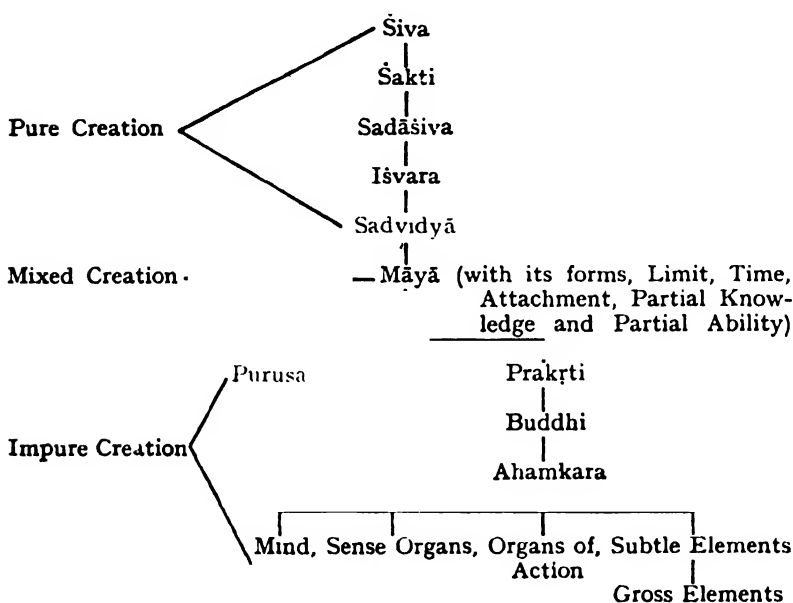 Śiva
Śakti
Pure Creation Sadāśiva
Iśvara
Sadvidyā
Mixed Creation Māyā (with its forms, Limit, Time,
Attachment, Partial Know-
ledge and Partial Ability)
Purusa Prakṛti
Buddhi
Impure Creation
Ahamkara
Mind, Sense Organs, Organs of, Subtle Elements
Action
Gross Elements